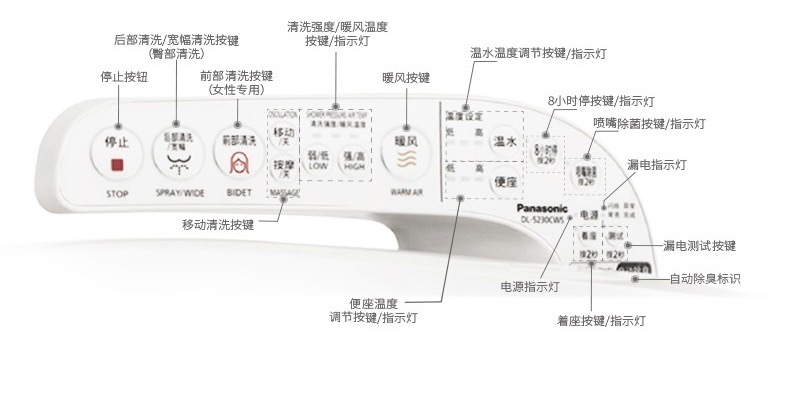 清洗强度/暖风温度
按键/指示灯
后部清洗/宽幅清洗按键
(臀部清洗)
温水温度调节按键/指示灯
停止按钮
前部清洗按键
(女性专用)
暖风按键
8小时停按键/指示灯
喷嘴除菌按键/指示灯
漏电指示灯
停止
STOP
后部清洗
/宽幅
SPRAY/WIDE
前部清洗
BIDET
OSCILLATION
移动
/关
按摩
/关
MASSAGE
SHOWER PRESSURE/AIR TEMP
清洗强度/暖风温度
弱/低
LOW
强/高
HIGH
暖风
WARM AIR
温度设定
低 高
温水
低 高
便座
8小时停
按2秒
喷嘴除菌
按2秒
Panasonic
DL-5230CWS
电源
着座
按2秒
测试
按2秒
移动清洗按键
漏电测试按键
自动除臭标识
电源指示灯
便座温度
调节按键/指示灯
着座按键/指示灯